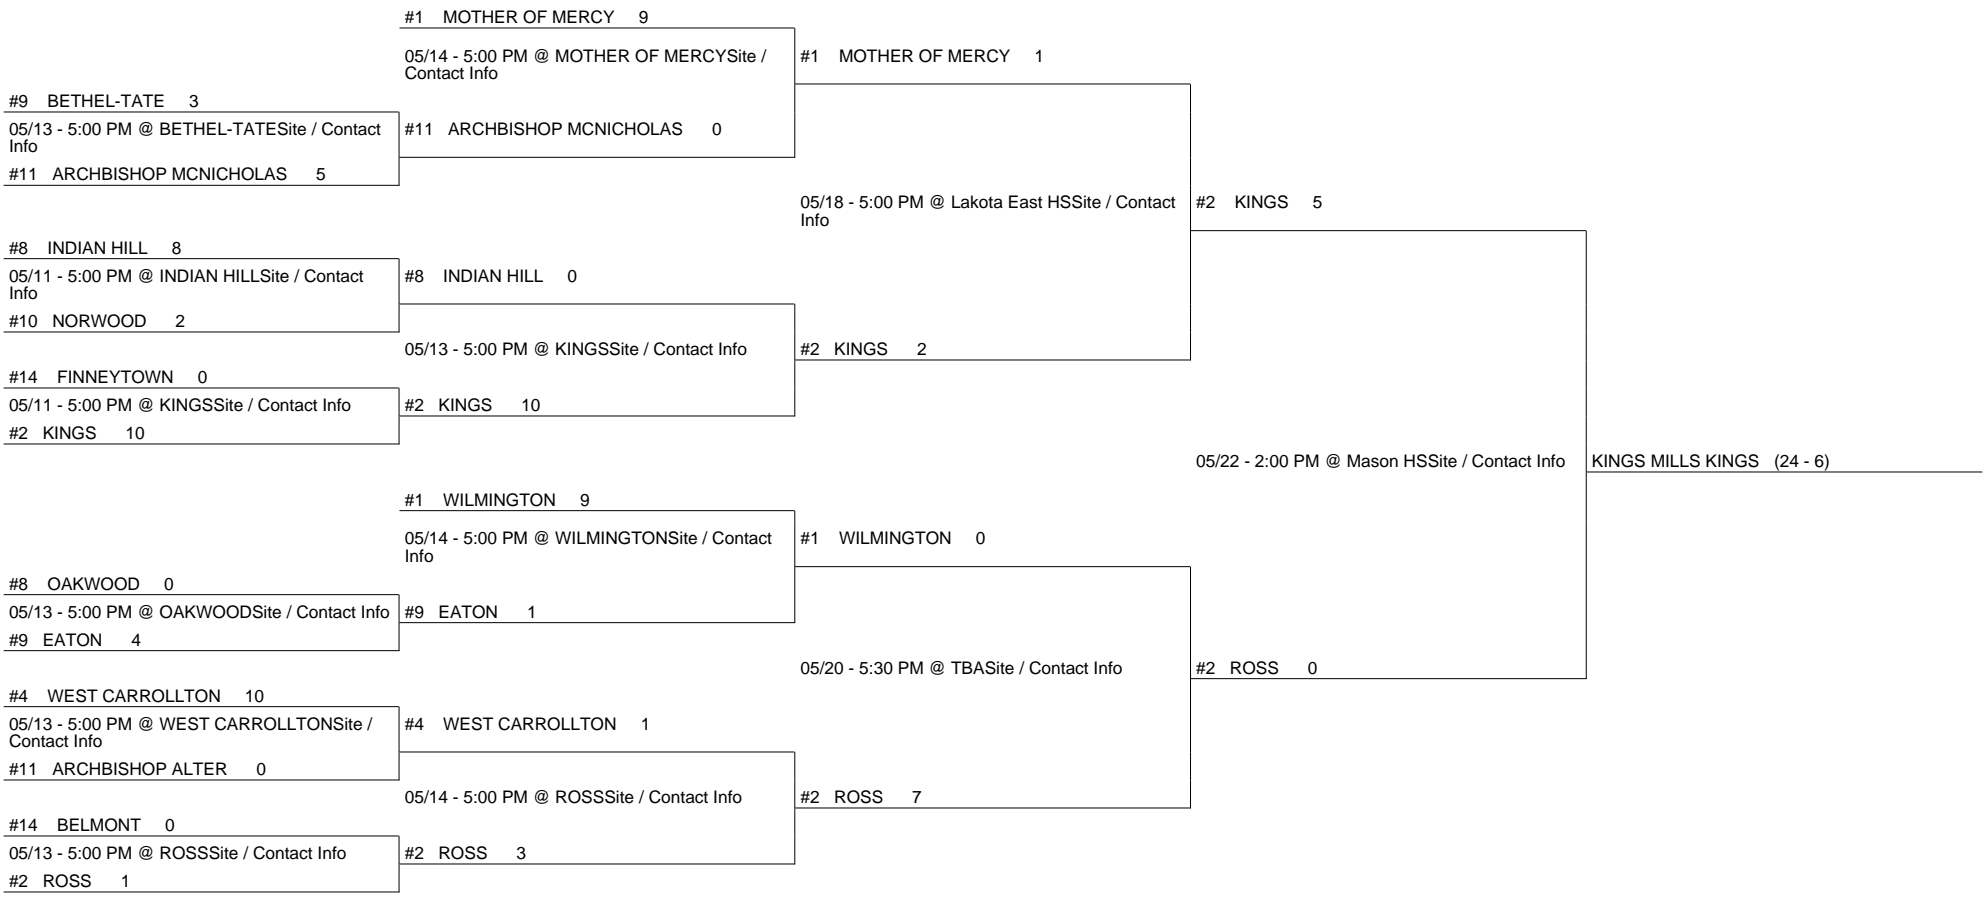 #1 MOTHER OF MERCY 9
05/14 - 5:00 PM @ MOTHER OF MERCYSite /
Contact Info
#1 MOTHER OF MERCY 1
#9 BETHEL-TATE 3
05/13 - 5:00 PM @ BETHEL-TATESite / Contact
Info
#11 ARCHBISHOP MCNICHOLAS 0
#11 ARCHBISHOP MCNICHOLAS 5
05/18 - 5:00 PM @ Lakota East HSSite / Contact
Info
#2 KINGS 5
#8 INDIAN HILL 8
05/11 - 5:00 PM @ INDIAN HILLSite / Contact
Info
#8 INDIAN HILL 0
#10 NORWOOD 2
05/13 - 5:00 PM @ KINGSSite / Contact Info
#2 KINGS 2
#14 FINNEYTOWN 0
05/11 - 5:00 PM @ KINGSSite / Contact Info
#2 KINGS 10
#2 KINGS 10
05/22 - 2:00 PM @ Mason HSSite / Contact Info
KINGS MILLS KINGS (24 - 6)
#1 WILMINGTON 9
05/14 - 5:00 PM @ WILMINGTONSite / Contact
Info
#1 WILMINGTON 0
#8 OAKWOOD 0
05/13 - 5:00 PM @ OAKWOODSite / Contact Info
#9 EATON 1
#9 EATON 4
05/20 - 5:30 PM @ TBASite / Contact Info
#2 ROSS 0
#4 WEST CARROLLTON 10
05/13 - 5:00 PM @ WEST CARROLLTONSite /
Contact Info
#4 WEST CARROLLTON 1
#11 ARCHBISHOP ALTER 0
05/14 - 5:00 PM @ ROSSSite / Contact Info
#2 ROSS 7
#14 BELMONT 0
05/13 - 5:00 PM @ ROSSSite / Contact Info
#2 ROSS 3
#2 ROSS 1